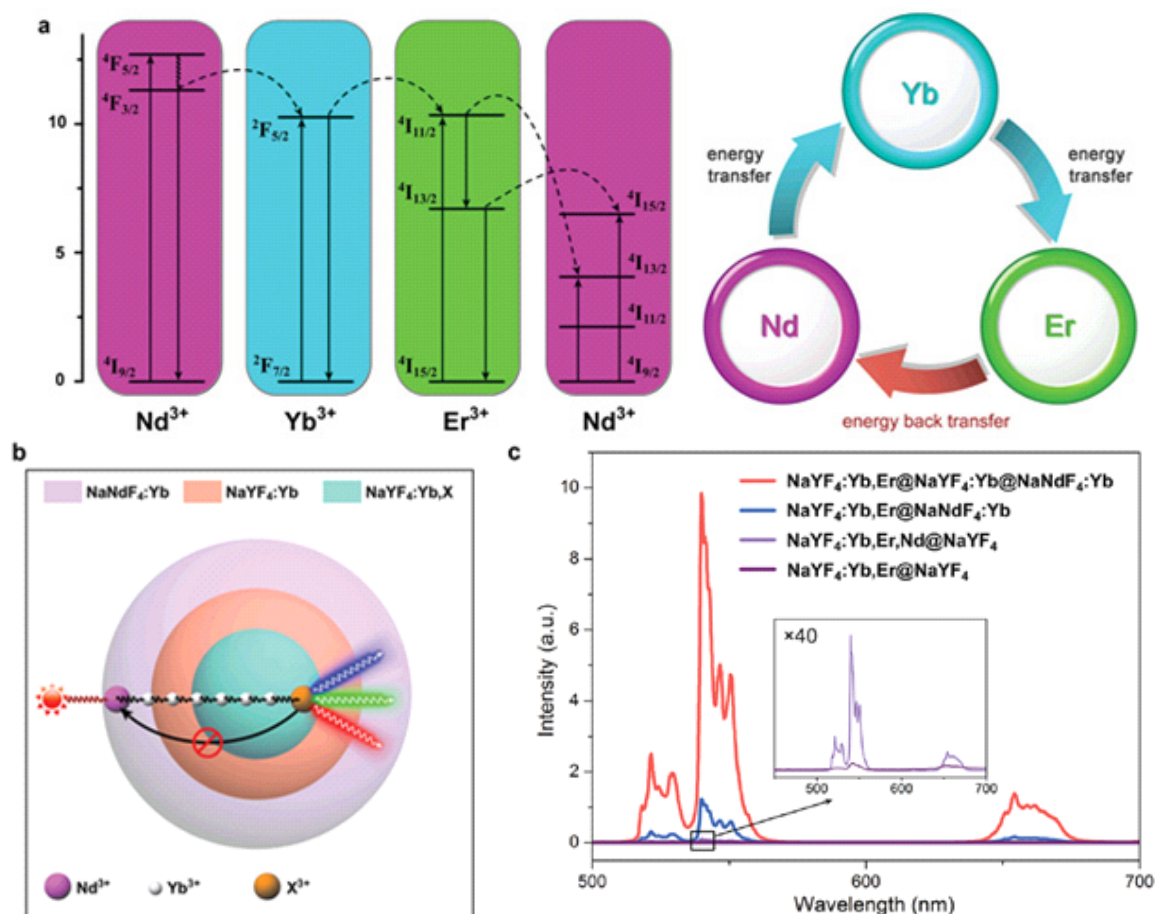 a
⁴F₅/₂
⁴F₃/₂
⁴I₉/₂
²F₅/₂
²F₇/₂
⁴I₁₁/₂
⁴I₁₃/₂
⁴I₁₅/₂
⁴I₁₅/₂
⁴I₁₃/₂
⁴I₁₁/₂
⁴I₉/₂
10
5
0
Nd³⁺ Yb³⁺ Er³⁺ Nd³⁺
Yb
energy
transfer
energy
transfer
Nd
Er
energy back transfer
b
NaNdF₄:Yb NaYF₄:Yb NaYF₄:Yb,X
Nd³⁺ Yb³⁺ X³⁺
c
NaYF₄:Yb,Er@NaYF₄:Yb@NaNdF₄:Yb
NaYF₄:Yb,Er@NaNdF₄:Yb
NaYF₄:Yb,Er,Nd@NaYF₄
NaYF₄:Yb,Er@NaYF₄
×40
500 600 700
10
8
6
4
2
0
Intensity (a.u.)
500 600 700
Wavelength (nm)